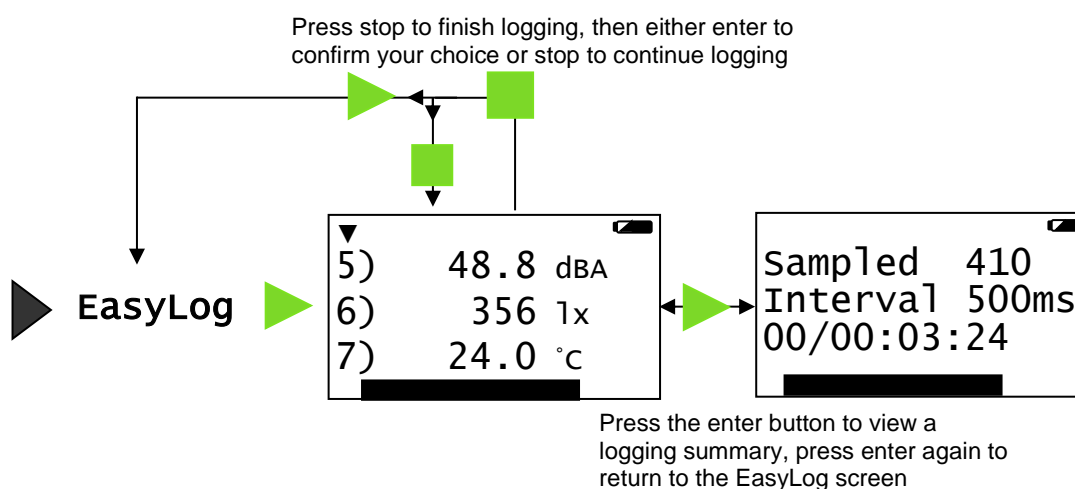 Press stop to finish logging, then either enter to
confirm your choice or stop to continue logging
EasyLog
5) 48.8 dBA
6) 356 lx
7) 24.0 °C
Sampled 410
Interval 500ms
00/00:03:24
Press the enter button to view a
logging summary, press enter again to
return to the EasyLog screen